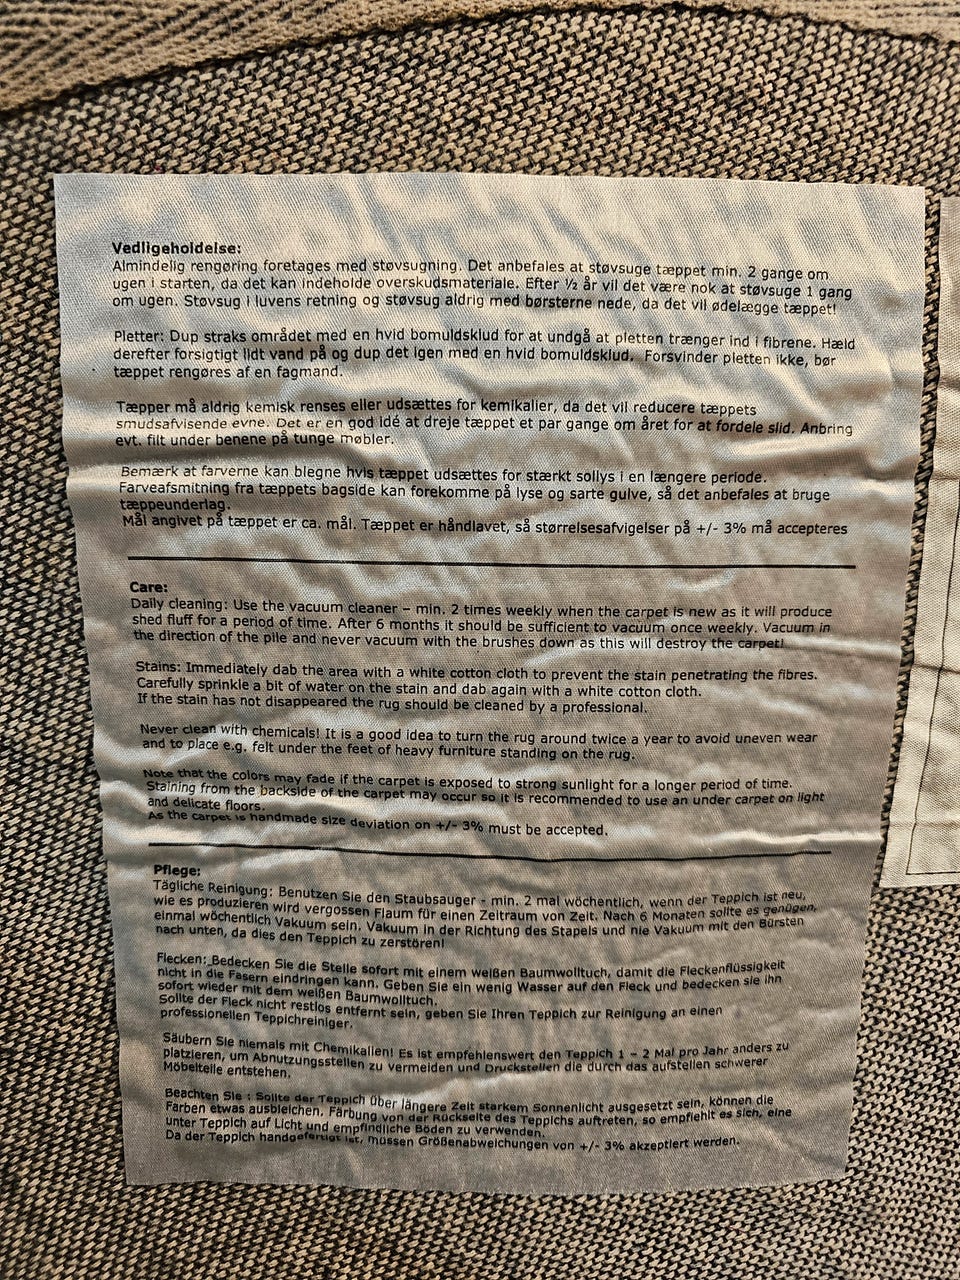 Vedligeholdelse:
Almindelig rengøring foretages med støvsugning. Det anbefales at støvsuge tæppet min. 2 gange om
ugen i starten, da det kan indeholde overskudsmateriale. Efter ½ år vil det være nok at støvsuge 1 gang
om ugen. Støvsug i luvens retning og støvsug aldrig med børsterne nede, da det vil ødelægge tæppet!
Pletter: Dup straks området med en hvid bomuldsklud for at undgå at pletten trænger ind i fibrene. Hæld
derefter forsigtigt lidt vand på og dup det igen med en hvid bomuldsklud. Forsvinder pletten ikke, bør
tæppet rengøres af en fagmand.
Tæpper må aldrig kemisk renses eller udsættes for kemikalier, da det vil reducere tæppets
smudsafvisende evne. Det er en god idé at dreje tæppet et par gange om året for at fordele slid. Anbring
evt. filt under benene på tunge møbler.
Bemærk at farverne kan blegne hvis tæppet udsættes for stærkt sollys i en længere periode.
Farveafsmitning fra tæppets bagside kan forekomme på lyse og sarte gulve, så det anbefales at bruge
tæppeunderlag.
Mål angivet på tæppet er ca. mål. Tæppet er håndlavet, så størrelsesafvigelser på +/- 3% må accepteres
Care:
Daily cleaning: Use the vacuum cleaner – min. 2 times weekly when the carpet is new as it will produce
shed fluff for a period of time. After 6 months it should be sufficient to vacuum once weekly. Vacuum in
the direction of the pile and never vacuum with the brushes down as this will destroy the carpet!
Stains: Immediately dab the area with a white cotton cloth to prevent the stain penetrating the fibres.
Carefully sprinkle a bit of water on the stain and dab again with a white cotton cloth.
If the stain has not disappeared the rug should be cleaned by a professional.
Never clean with chemicals! It is a good idea to turn the rug around twice a year to avoid uneven wear
and to place e.g. felt under the feet of heavy furniture standing on the rug.
Note that the colors may fade if the carpet is exposed to strong sunlight for a longer period of time.
Staining from the backside of the carpet may occur so it is recommended to use an under carpet on light
and delicate floors.
As the carpet is handmade size deviation on +/- 3% must be accepted.
Pflege:
Tägliche Reinigung: Benutzen Sie den Staubsauger - min. 2 mal wöchentlich, wenn der Teppich ist neu,
wie es produzieren wird vergossen Flaum für einen Zeitraum von Zeit. Nach 6 Monaten sollte es genügen,
einmal wöchentlich Vakuum sein. Vakuum in der Richtung des Stapels und nie Vakuum mit den Bürsten
nach unten, da dies den Teppich zu zerstören!
Flecken: Bedecken Sie die Stelle sofort mit einem weißen Baumwolltuch, damit die Fleckenflüssigkeit
nicht in die Fasern eindringen kann. Geben Sie ein wenig Wasser auf den Fleck und bedecken sie ihn
sofort wieder mit dem weißen Baumwolltuch.
Sollte der Fleck nicht restlos entfernt sein, geben Sie Ihren Teppich zur Reinigung an einen
professionellen Teppichreiniger.
Säubern Sie niemals mit Chemikalien! Es ist empfehlenswert den Teppich 1 – 2 Mal pro Jahr anders zu
platzieren, um Abnutzungsstellen zu vermeiden und Druckstellen die durch das aufstellen schwerer
Möbelteile entstehen.
Beachten Sie : Sollte der Teppich über längere Zeit starkem Sonnenlicht ausgesetzt sein, können die
Farben etwas ausbleichen. Färbung von der Rückseite des Teppichs auftreten, so empfiehlt es sich, eine
unter Teppich auf Licht und empfindliche Böden zu verwenden.
Da der Teppich handgefertigt ist, müssen Größenabweichungen von +/- 3% akzeptiert werden.